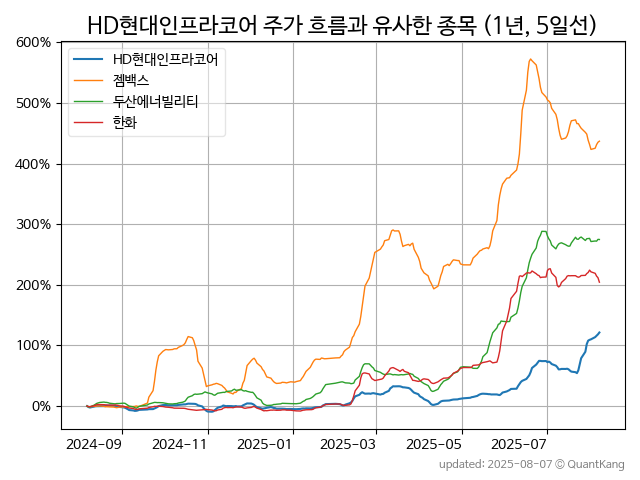 HD현대인프라코어 주가 흐름과 유사한 종목 (1년, 5일선)
600%
500%
400%
300%
200%
100%
0%
HD현대인프라코어
젬백스
두산에너빌리티
한화
2024-09
2024-11
2025-01
2025-03
2025-05
2025-07
updated: 2025-08-07 © QuantKang